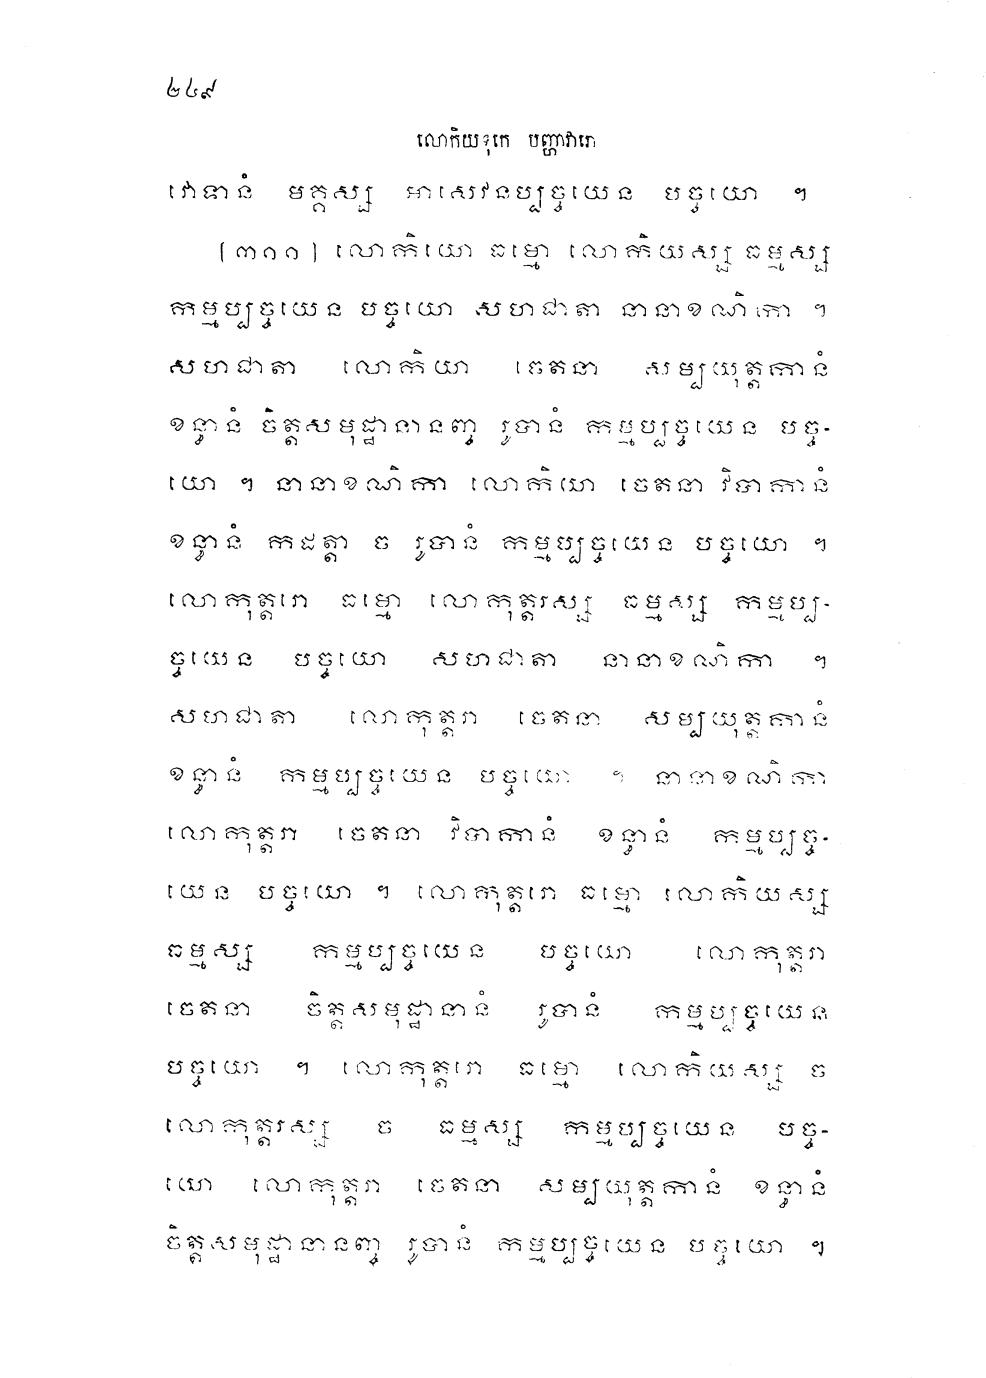 ២៤៩
លោកិយទុកេ បញ្ហាវារោ
វោទានំ មគ្គស្ស អាសេវនប្បច្ចយេន បច្ចយោ ។
[៣០០] លោកិយោ ធម្មោ លោកិយស្ស ធម្មស្ស
កម្មប្បច្ចយេន បច្ចយោ សហជាតា នានាខណិកា ។
សហជាតា លោកិយា ចេតនា សម្បយុត្តកានំ
ខន្ធានំ ចិត្តសមុដ្ឋានានញ្ច រូបានំ កម្មប្បច្ចយេន បច្ច-
យោ ។ នានាខណិកា លោកិយា ចេតនា វិបាកានំ
ខន្ធានំ កដត្តា ច រូបានំ កម្មប្បច្ចយេន បច្ចយោ ។
លោកុត្តរោ ធម្មោ លោកុត្តរស្ស ធម្មស្ស កម្មប្ប-
ច្ចយេន បច្ចយោ សហជាតា នានាខណិកា ។
សហជាតា លោកុត្តរា ចេតនា សម្បយុត្តកានំ
ខន្ធានំ កម្មប្បច្ចយេន បច្ចយោ ។ នានាខណិកា
លោកុត្តរា ចេតនា វិបាកានំ ខន្ធានំ កម្មប្បច្ច-
យេន បច្ចយោ ។ លោកុត្តរោ ធម្មោ លោកិយស្ស
ធម្មស្ស កម្មប្បច្ចយេន បច្ចយោ លោកុត្តរា
ចេតនា ចិត្តសមុដ្ឋានានំ រូបានំ កម្មប្បច្ចយេន
បច្ចយោ ។ លោកុត្តរោ ធម្មោ លោកិយស្ស ច
លោកុត្តរស្ស ច ធម្មស្ស កម្មប្បច្ចយេន បច្ច-
យោ លោកុត្តរា ចេតនា សម្បយុត្តកានំ ខន្ធានំ
ចិត្តសមុដ្ឋានានញ្ច រូបានំ កម្មប្បច្ចយេន បច្ចយោ ។